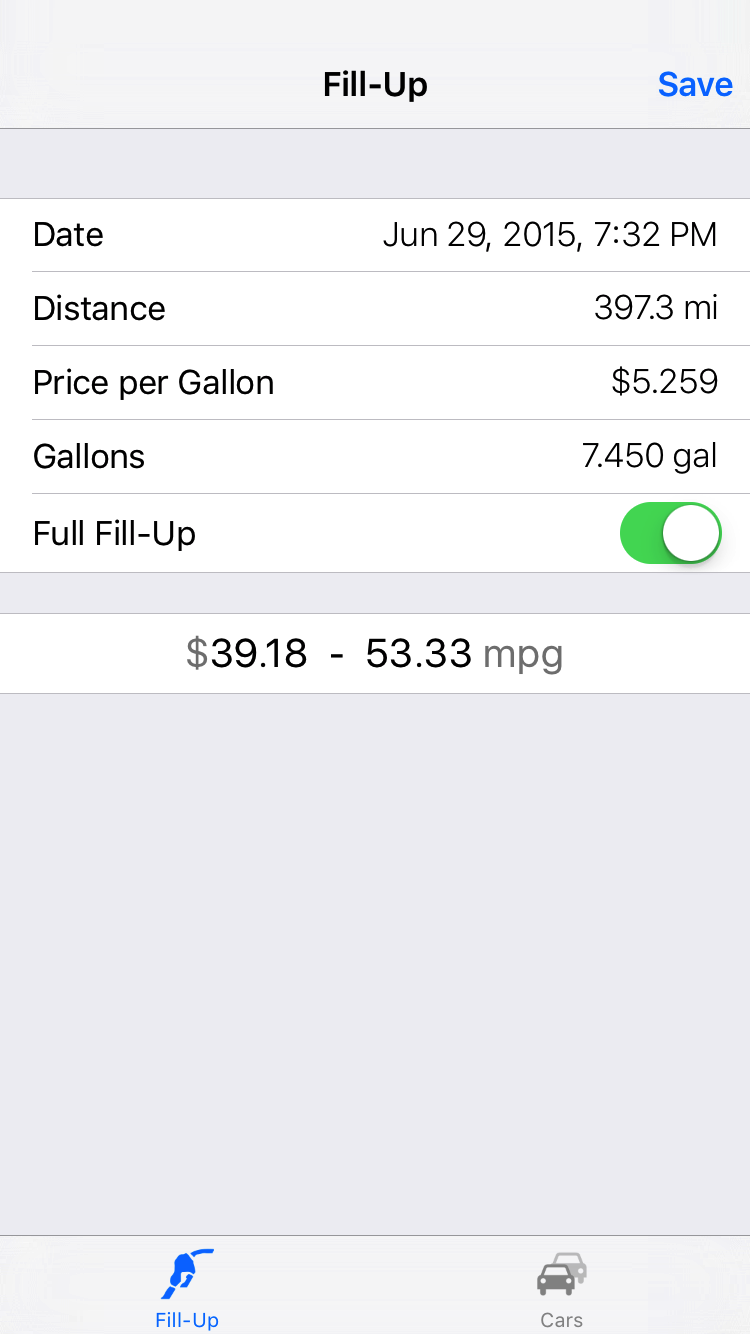 Fill-Up Save
Date Jun 29, 2015, 7:32 PM
Distance 397.3 mi
Price per Gallon $5.259
Gallons 7.450 gal
Full Fill-Up
$39.18 - 53.33 mpg
Fill-Up Cars